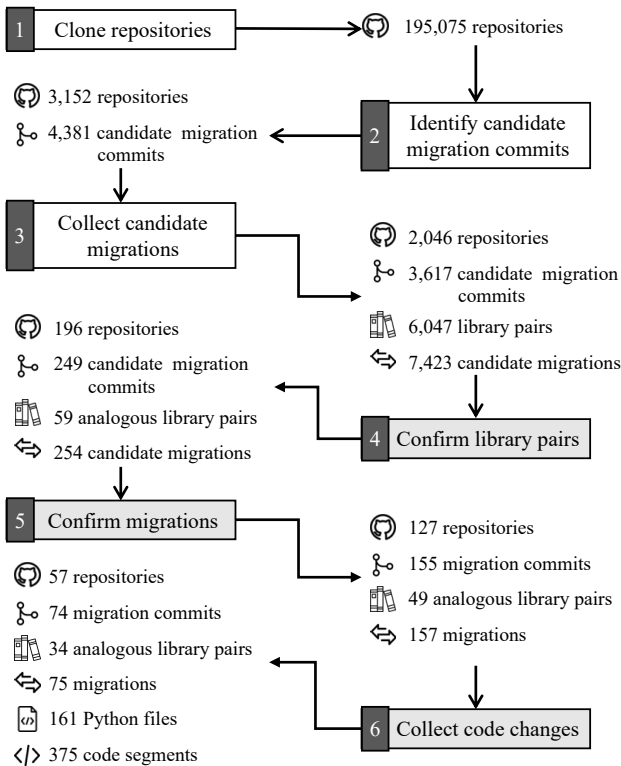 1 Clone repositories
195,075 repositories
2 Identify candidate
migration commits
3,152 repositories
4,381 candidate migration
commits
3 Collect candidate
migrations
2,046 repositories
3,617 candidate migration
commits
6,047 library pairs
7,423 candidate migrations
4 Confirm library pairs
196 repositories
249 candidate migration
commits
59 analogous library pairs
254 candidate migrations
5 Confirm migrations
127 repositories
155 migration commits
49 analogous library pairs
157 migrations
6 Collect code changes
57 repositories
74 migration commits
34 analogous library pairs
75 migrations
161 Python files
375 code segments